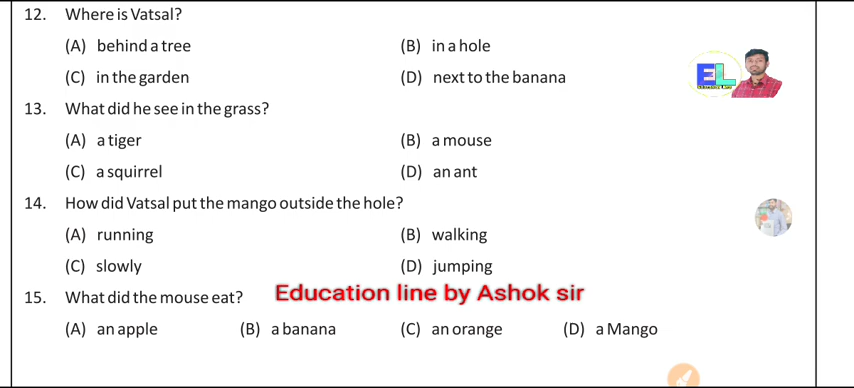 12. Where is Vatsal?
(A) behind a tree (B) in a hole
(C) in the garden (D) next to the banana
EL
13. What did he see in the grass?
(A) a tiger (B) a mouse
(C) a squirrel (D) an ant
14. How did Vatsal put the mango outside the hole?
(A) running (B) walking
(C) slowly (D) jumping
15. What did the mouse eat? Education line by Ashok sir
(A) an apple (B) a banana (C) an orange (D) a Mango